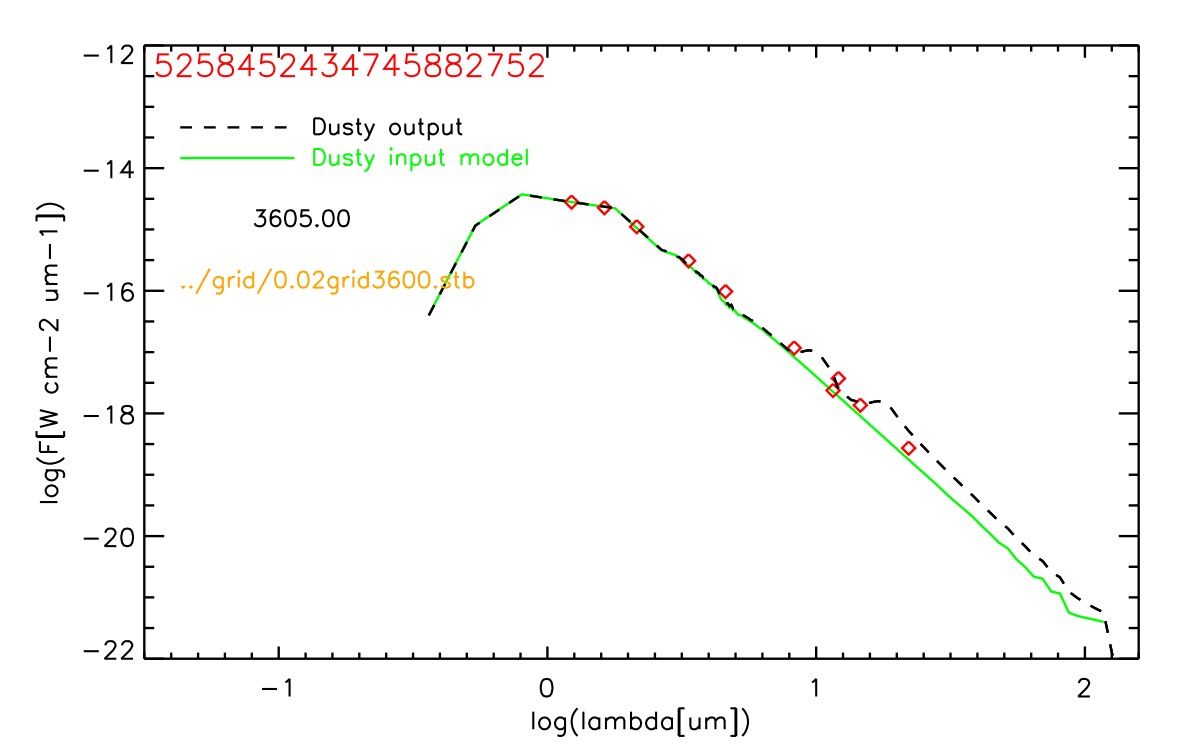 5258452434745882752
Dusty output
Dusty input model
3605.00
../grid/0.02grid3600.stb
log(F[W cm-2 um-1])
-12
-14
-16
-18
-20
-22
-1
0
1
2
log(lambda[um])